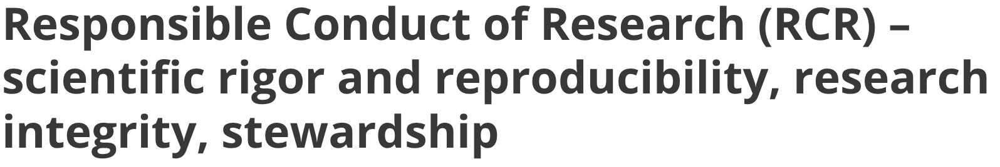 Responsible Conduct of Research (RCR) –
scientific rigor and reproducibility, research
integrity, stewardship